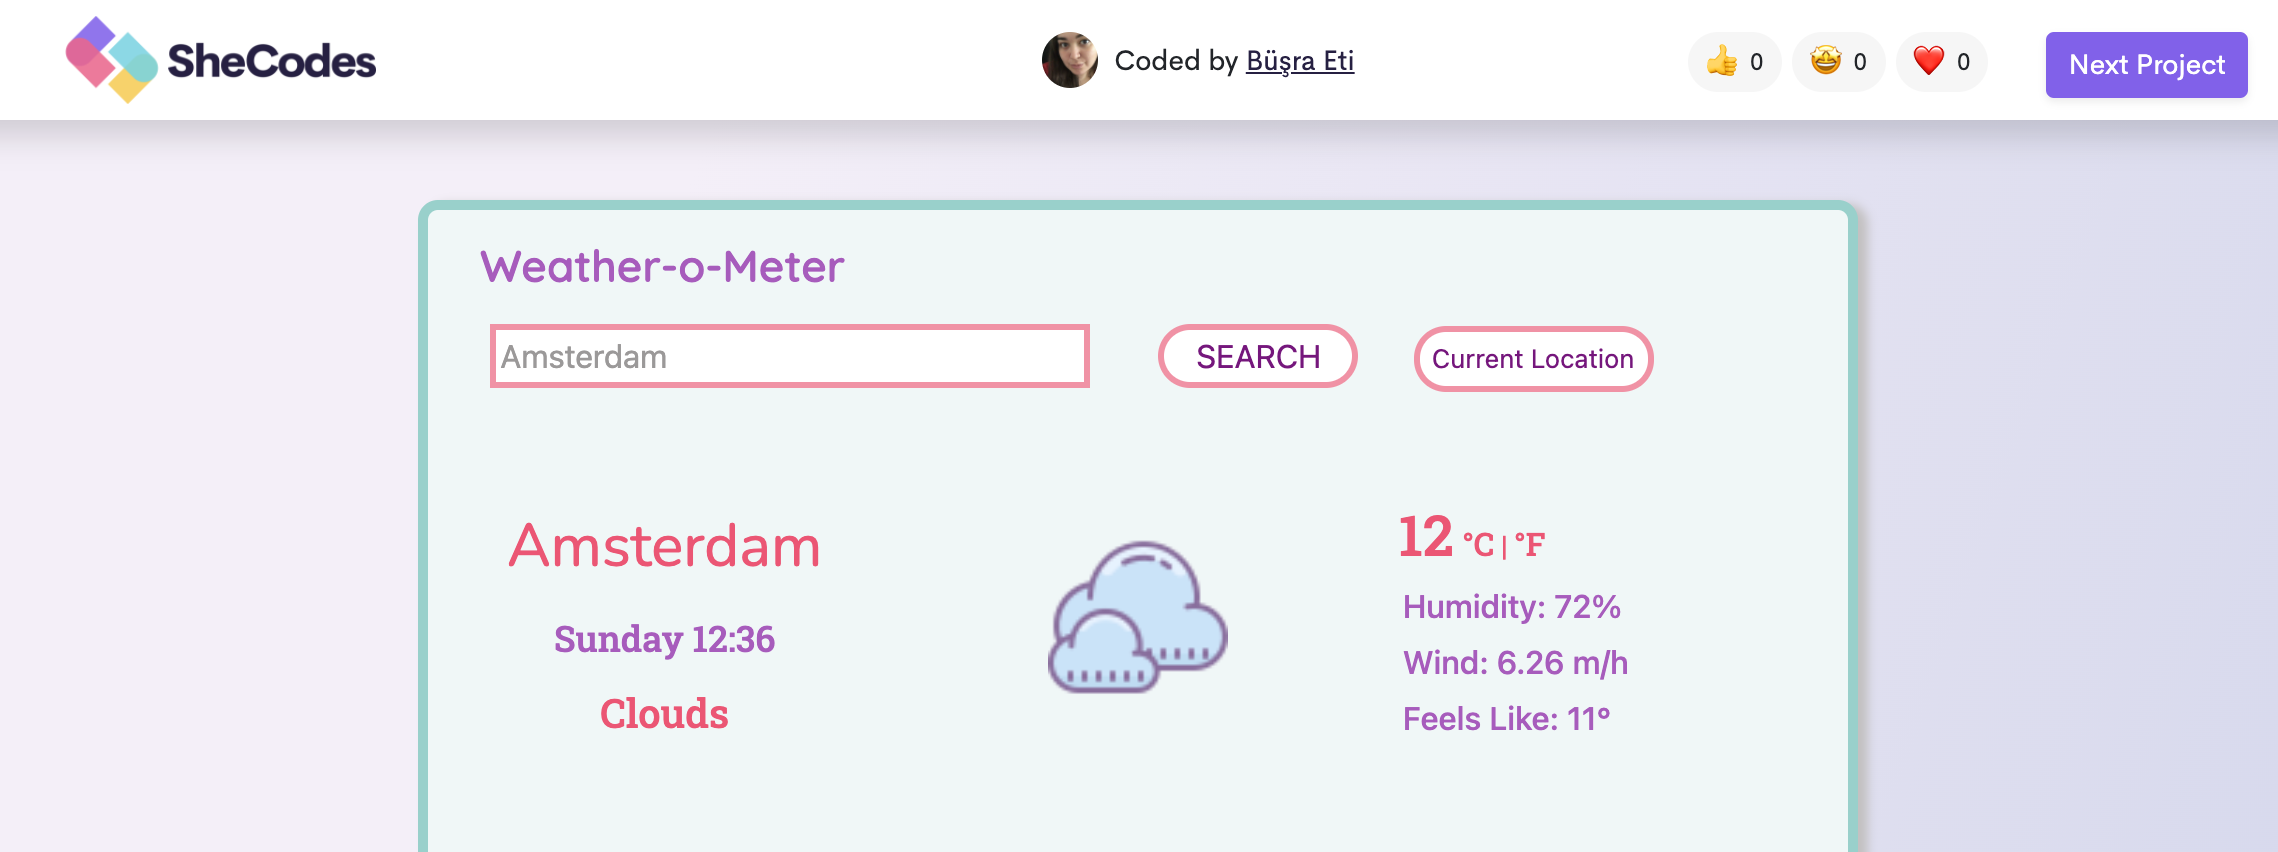 SheCodes
Coded by Büşra Eti
👍 0 🤩 0 ❤️ 0
Next Project
Weather-o-Meter
Amsterdam
SEARCH
Current Location
Amsterdam
Sunday 12:36
Clouds
12 °C | °F
Humidity: 72%
Wind: 6.26 m/h
Feels Like: 11°